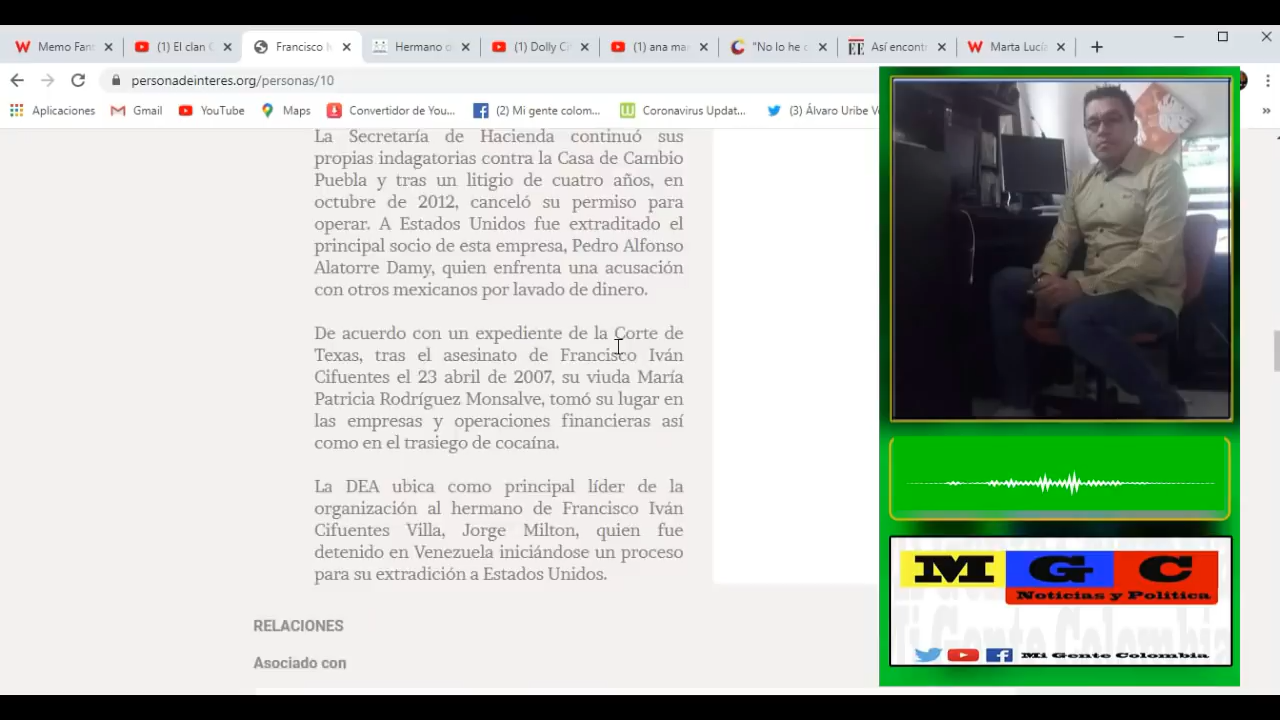 Memo Fan
(1) El clan
Francisco
Hermano
(1) Dolly C
(1) ana ma
"No lo he c
Así encont
Marta Lucí
personadeinteres.org/personas/10
Aplicaciones
Gmail
YouTube
Maps
Convertidor de You...
(2) Mi gente colom...
Coronavirus Updat...
(3) Álvaro Uribe Ve
La Secretaría de Hacienda continuó sus
propias indagatorias contra la Casa de Cambio
Puebla y tras un litigio de cuatro años, en
octubre de 2012, canceló su permiso para
operar. A Estados Unidos fue extraditado el
principal socio de esta empresa, Pedro Alfonso
Alatorre Damy, quien enfrenta una acusación
con otros mexicanos por lavado de dinero.
De acuerdo con un expediente de la Corte de
Texas, tras el asesinato de Francisco Iván
Cifuentes el 23 abril de 2007, su viuda María
Patricia Rodríguez Monsalve, tomó su lugar en
las empresas y operaciones financieras así
como en el trasiego de cocaína.
La DEA ubica como principal líder de la
organización al hermano de Francisco Iván
Cifuentes Villa, Jorge Milton, quien fue
detenido en Venezuela iniciándose un proceso
para su extradición a Estados Unidos.
RELACIONES
Asociado con
M G C
Noticias y Política
Mi Gente Colombia